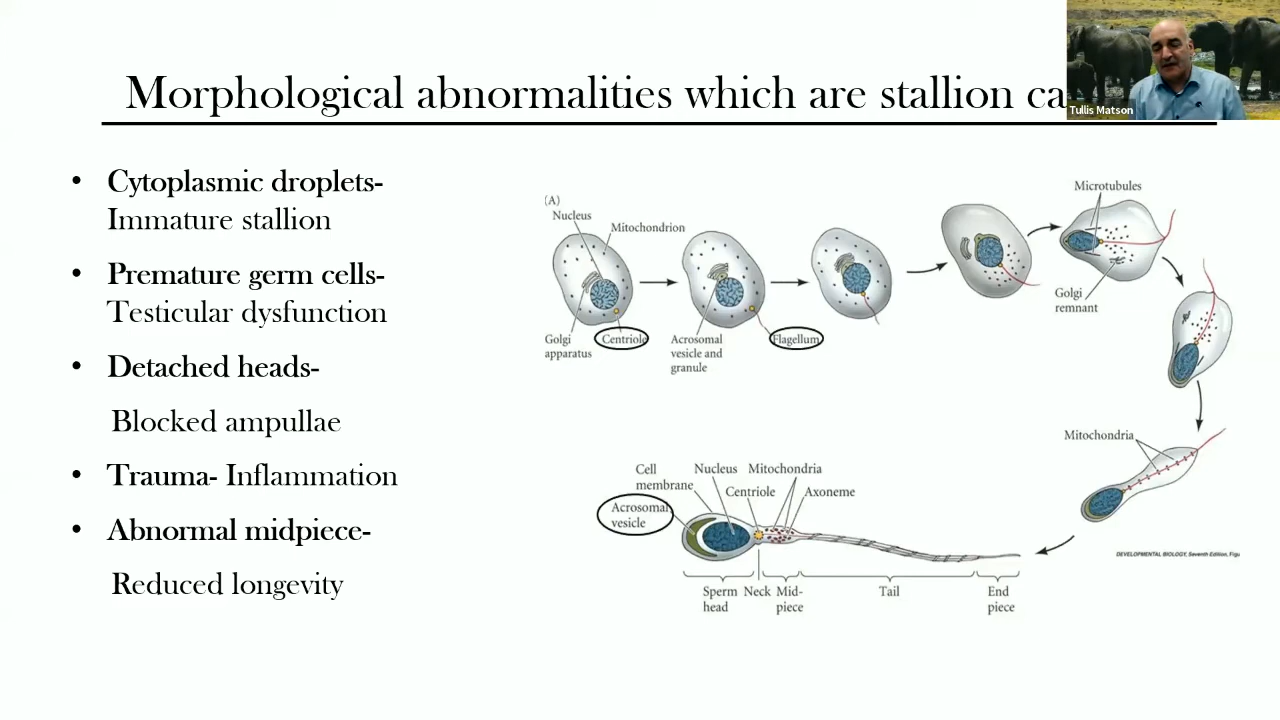 Morphological abnormalities which are stallion ca
Tullis Matson
• Cytoplasmic droplets-
Immature stallion
• Premature germ cells-
Testicular dysfunction
• Detached heads-
Blocked ampullae
• Trauma- Inflammation
• Abnormal midpiece-
Reduced longevity
(A)
Nucleus
Mitochondrion
Golgi
apparatus
Centriole
Acrosomal
vesicle and
granule
Flagellum
Microtubules
Golgi
remnant
Mitochondria
Cell
membrane
Nucleus
Mitochondria
Centriole
Axoneme
Acrosomal
vesicle
Sperm
head
Neck
Mid-
piece
Tail
End
piece
DEVELOPMENTAL BIOLOGY, Seventh Edition, Figu